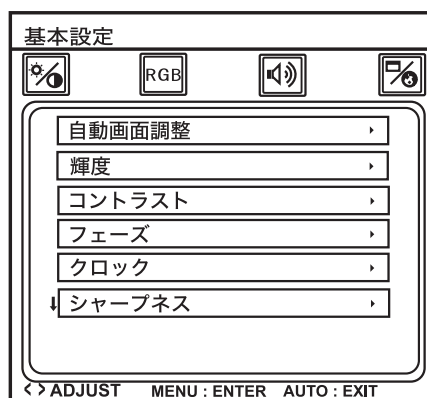 基本設定
RGB
自動画面調整
輝度
コントラスト
フェーズ
クロック
シャープネス
<> ADJUST MENU : ENTER AUTO : EXIT